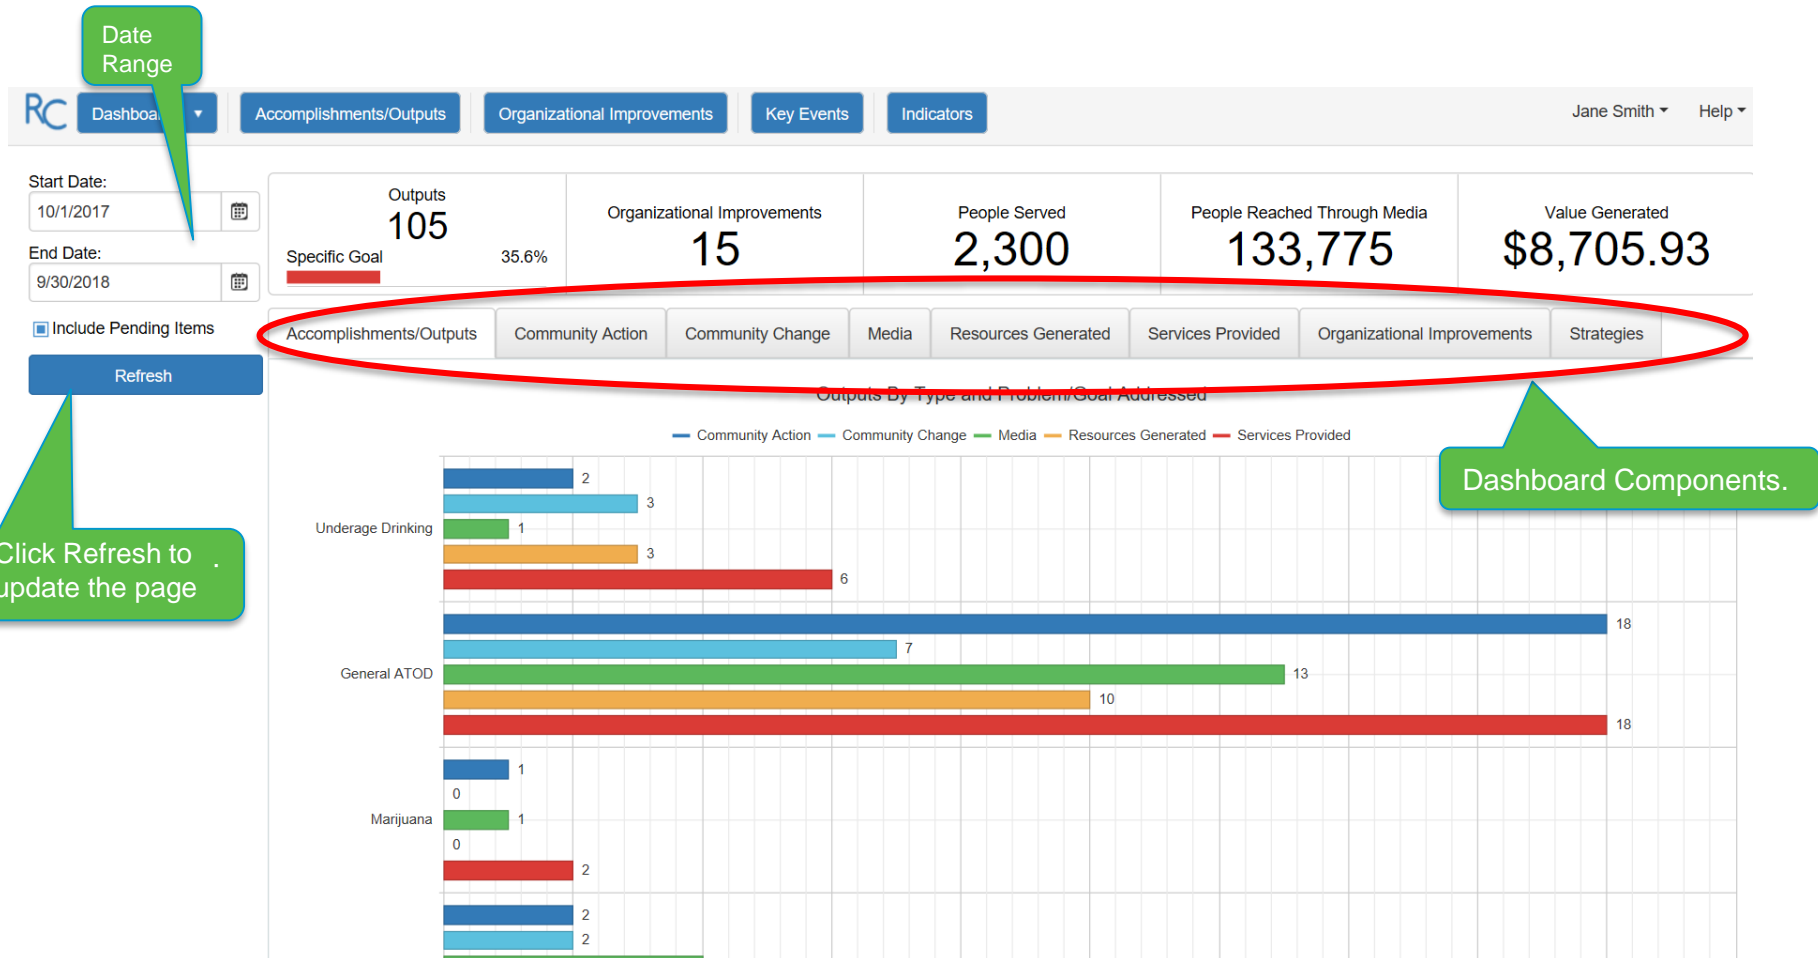 Date
Range
RC
Dashboa
Accomplishments/Outputs
Organizational Improvements
Key Events
Indicators
Jane Smith
Help
Start Date:
10/1/2017
End Date:
9/30/2018
Include Pending Items
Refresh
Click Refresh to .
update the page
Outputs
105
Specific Goal 35.6%
Organizational Improvements
15
People Served
2,300
People Reached Through Media
133,775
Value Generated
$8,705.93
Accomplishments/Outputs
Community Action
Community Change
Media
Resources Generated
Services Provided
Organizational Improvements
Strategies
Dashboard Components.
Outputs By Type and Problem/Goal Addressed
Community Action Community Change Media Resources Generated Services Provided
Underage Drinking
2
3
1
3
6
General ATOD
18
7
13
10
18
Marijuana
1
0
1
0
2
2
2